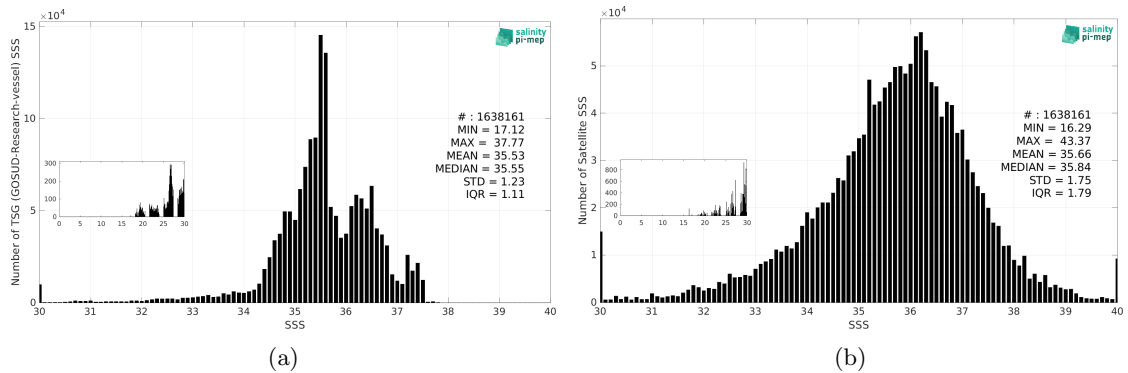 ×10⁴
15
10
5
0
30 31 32 33 34 35 36 37 38 39 40
SSS
Number of TSG (GOSUD-Research-vessel) SSS
salinity
pi-mep
# : 1638161
MIN = 17.12
MAX = 37.77
MEAN = 35.53
MEDIAN = 35.55
STD = 1.23
IQR = 1.11
300
200
100
0
0 5 10 15 20 25 30
(a)
×10⁴
5
4
3
2
1
0
30 31 32 33 34 35 36 37 38 39 40
SSS
Number of Satellite SSS
salinity
pi-mep
# : 1638161
MIN = 16.29
MAX = 43.37
MEAN = 35.66
MEDIAN = 35.84
STD = 1.75
IQR = 1.79
800
600
400
200
0
0 5 10 15 20 25 30
(b)